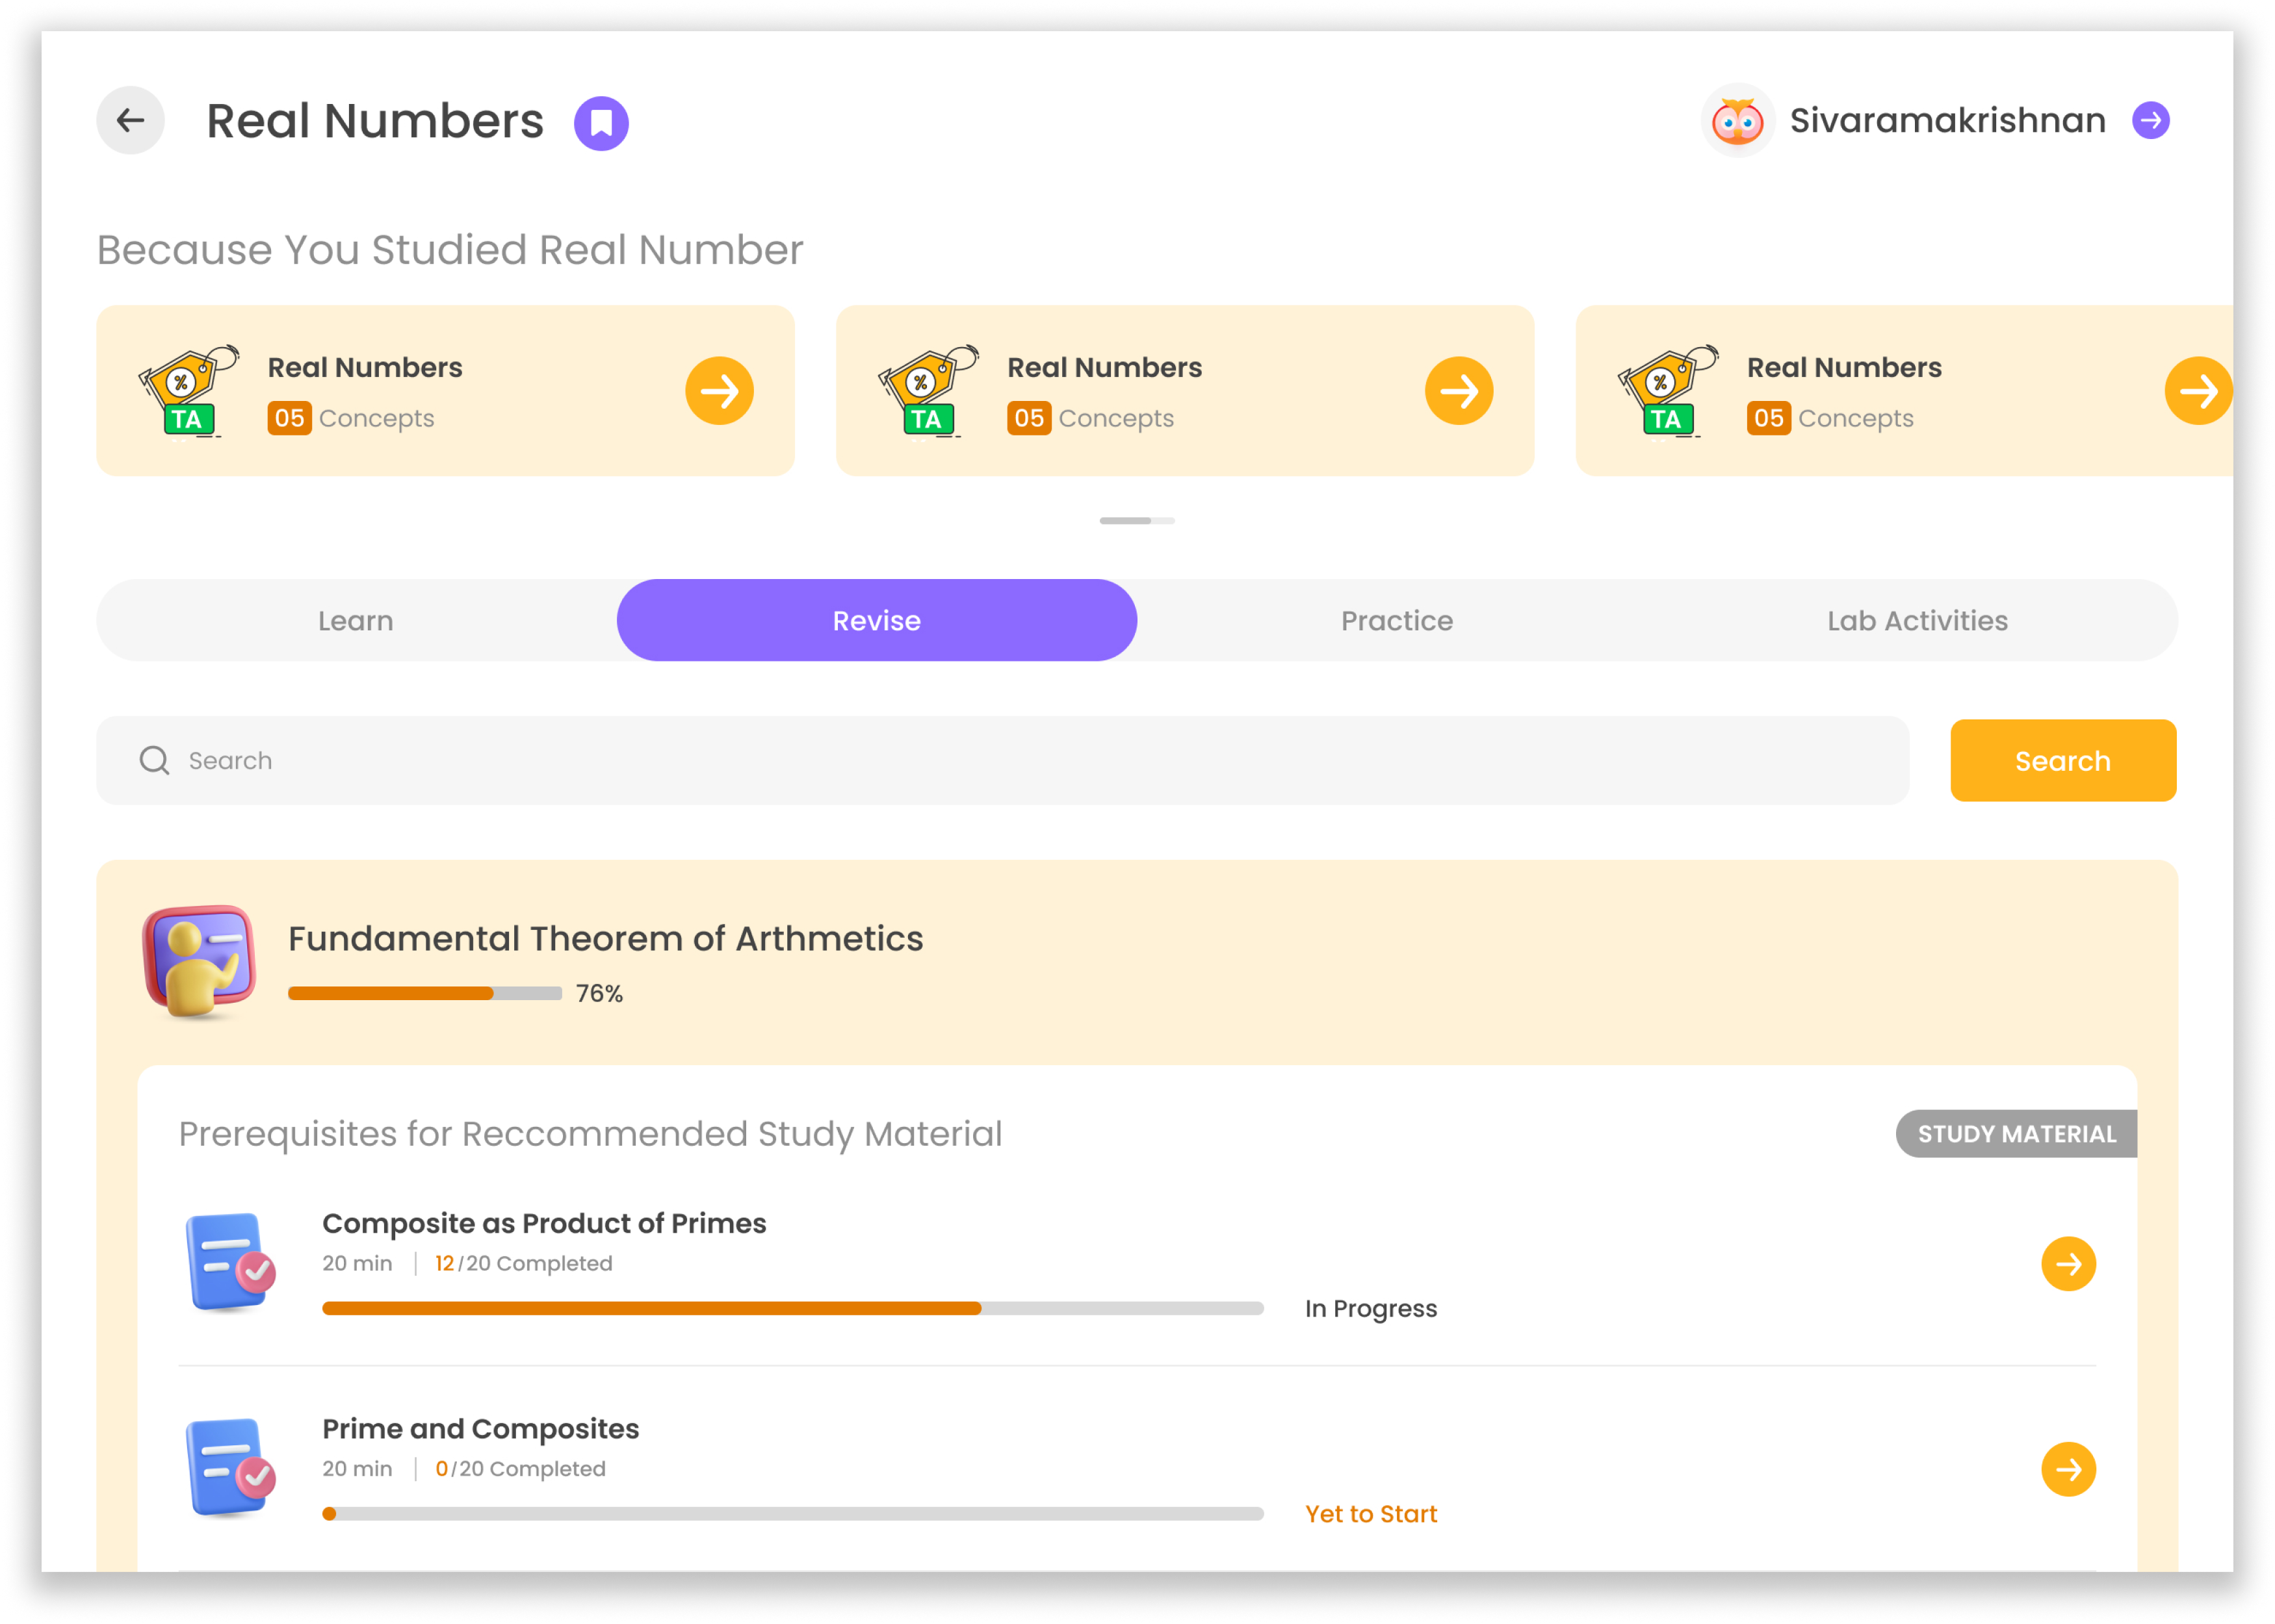 Real Numbers
Sivaramakrishnan
Because You Studied Real Number
Real Numbers
05 Concepts
% TA
Real Numbers
05 Concepts
% TA
Real Numbers
05 Concepts
% TA
Learn
Revise
Practice
Lab Activities
Search
Search
Fundamental Theorem of Arthmetics
76%
Prerequisites for Reccommended Study Material
STUDY MATERIAL
Composite as Product of Primes
20 min | 12/20 Completed
In Progress
Prime and Composites
20 min | 0/20 Completed
Yet to Start